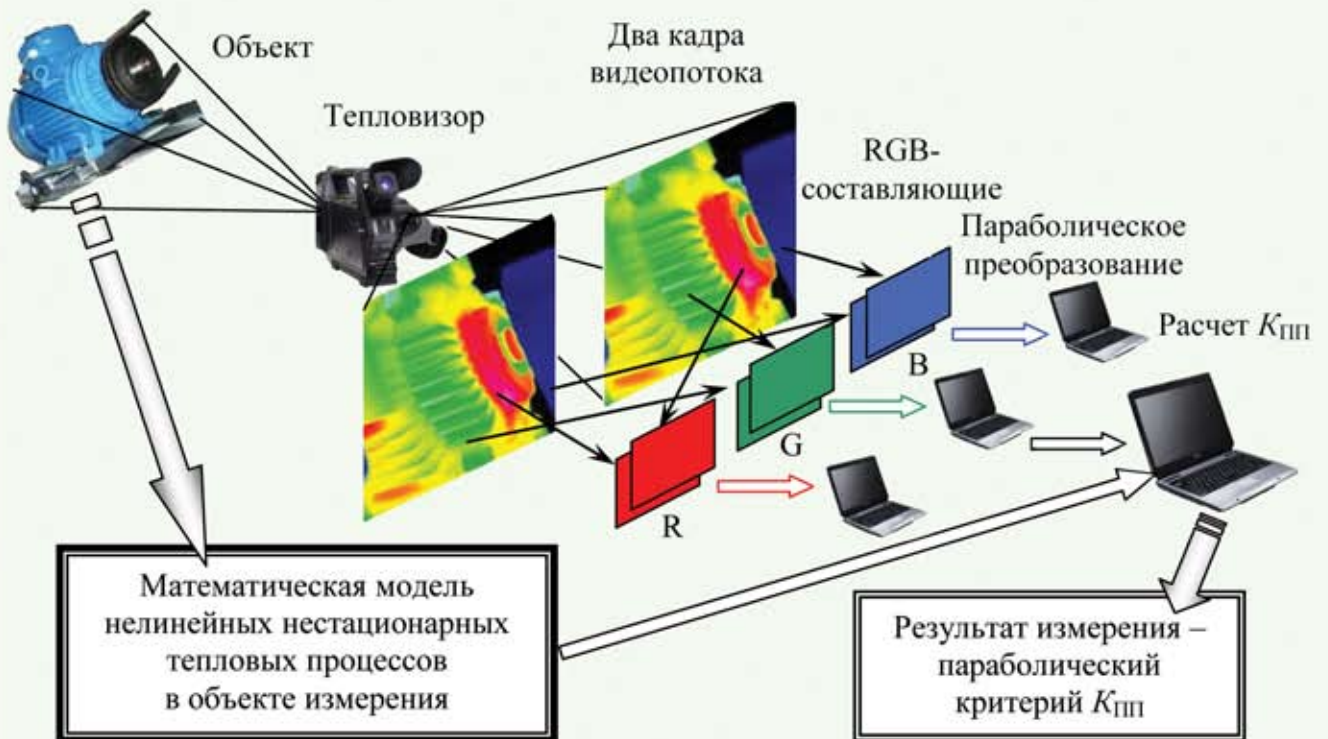 Объект
Тепловизор
Два кадра
видеопотока
RGB-
составляющие
Параболическое
преобразование
Расчет KПП
B
G
R
Математическая модель
нелинейных нестационарных
тепловых процессов
в объекте измерения
Результат измерения –
параболический
критерий KПП